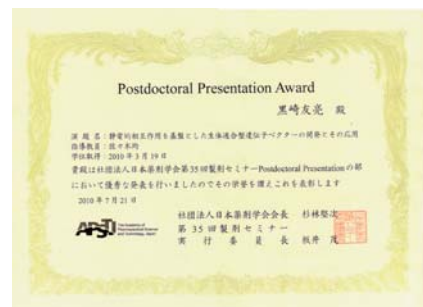 Postdoctoral Presentation Award
黒崎友亮 殿
演題名：静電的相互作用を基盤とした生体適合型遺伝子ベクターの開発とその応用
指導教員：佐々木均
学位取得：2010年3月19日
貴殿は社団法人日本薬剤学会第35回製剤セミナーPostdoctoral Presentationの部
において優秀な発表を行いましたのでその栄誉を讃えこれを表彰します
2010年7月21日
社団法人日本薬剤学会会長 杉林堅次
APSTJ The Academy of Pharmaceutical Science and Technology, Japan
第35回製剤セミナー
実行委員長 板井茂